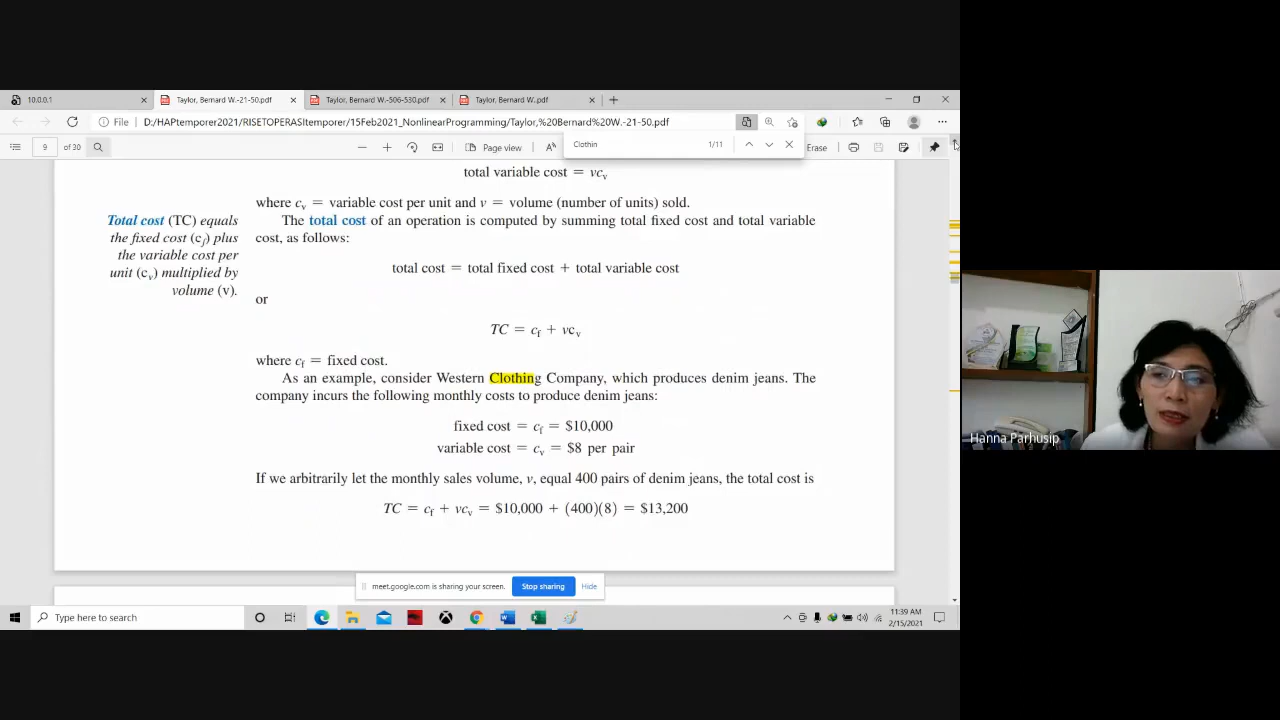 10.0.0.1
Taylor, Bernard W.-21-50.pdf
Taylor, Bernard W.-506-530.pdf
Taylor, Bernard W..pdf
File
D:/HAPtemporer2021/RISETOPERASItemporer/15Feb2021_NonlinearProgramming/Taylor,%20Bernard%20W.-21-50.pdf
9 of 30
Page view
Clothin
1/11
Erase
total variable cost = vcv
where cv = variable cost per unit and v = volume (number of units) sold.
The total cost of an operation is computed by summing total fixed cost and total variable
cost, as follows:
Total cost (TC) equals
the fixed cost (cf) plus
the variable cost per
unit (cv) multiplied by
volume (v).
total cost = total fixed cost + total variable cost
or
TC = cf + vcv
where cf = fixed cost.
As an example, consider Western Clothing Company, which produces denim jeans. The
company incurs the following monthly costs to produce denim jeans:
fixed cost = cf = $10,000
variable cost = cv = $8 per pair
If we arbitrarily let the monthly sales volume, v, equal 400 pairs of denim jeans, the total cost is
TC = cf + vcv = $10,000 + (400)(8) = $13,200
meet.google.com is sharing your screen.
Stop sharing
Hide
Type here to search
11:39 AM
2/15/2021
Hanna Parhusip